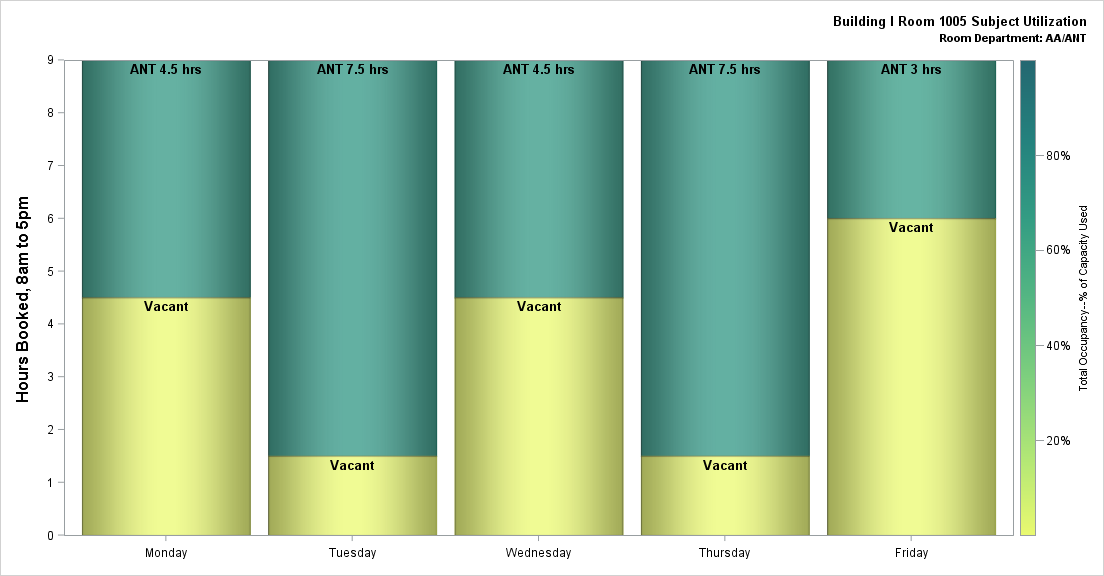 Building I Room 1005 Subject Utilization
Room Department: AA/ANT
Hours Booked, 8am to 5pm
9
8
7
6
5
4
3
2
1
0
ANT 4.5 hrs
Vacant
ANT 7.5 hrs
Vacant
ANT 4.5 hrs
Vacant
ANT 7.5 hrs
Vacant
ANT 3 hrs
Vacant
Monday
Tuesday
Wednesday
Thursday
Friday
80%
60%
40%
20%
Total Occupancy--% of Capacity Used